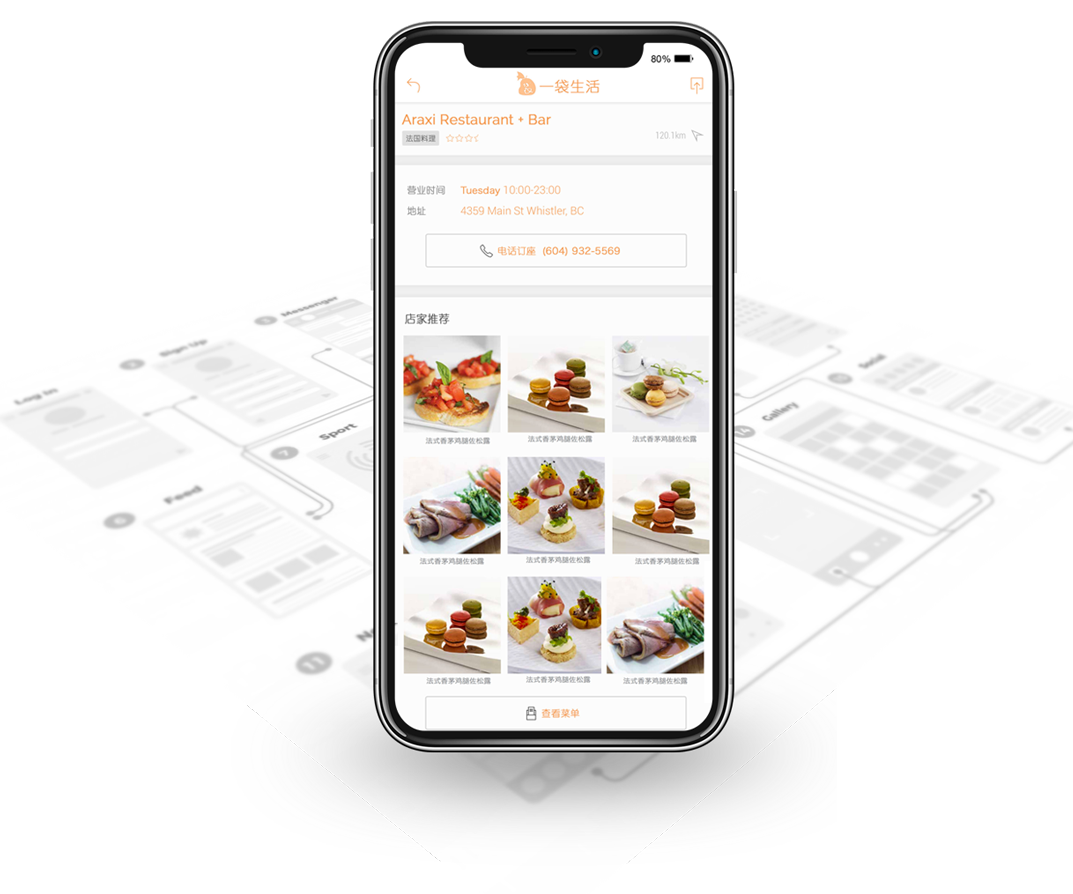 80%
一袋生活
Araxi Restaurant + Bar
法国料理
120.1km
营业时间 Tuesday 10:00-23:00
地址 4359 Main St Whistler, BC
电话订座 (604) 932-5569
店家推荐
法式香茅鸡腿佐松露 法式香茅鸡腿佐松露 法式香茅鸡腿佐松露
法式香茅鸡腿佐松露 法式香茅鸡腿佐松露 法式香茅鸡腿佐松露
法式香茅鸡腿佐松露 法式香茅鸡腿佐松露 法式香茅鸡腿佐松露
查看菜单
Messenger
Sign Up
Log in
7 Sport
6 Feed
11
Social
14 Gallery